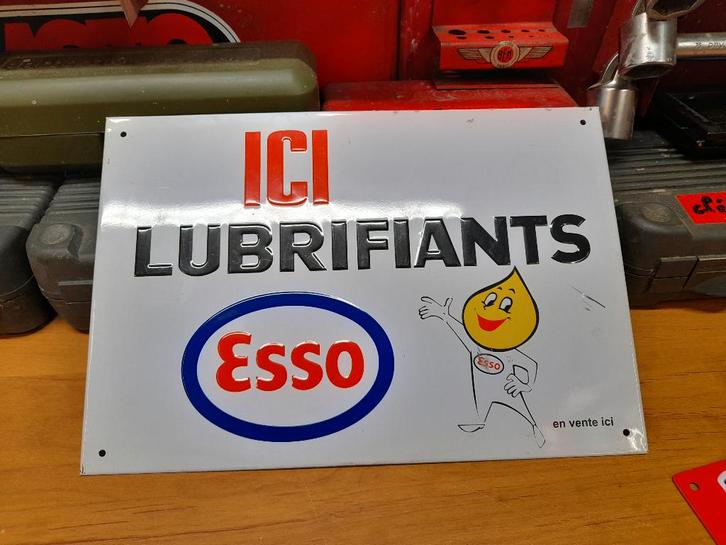 ICI
LUBRIFIANTS
Esso
Esso
en vente ici